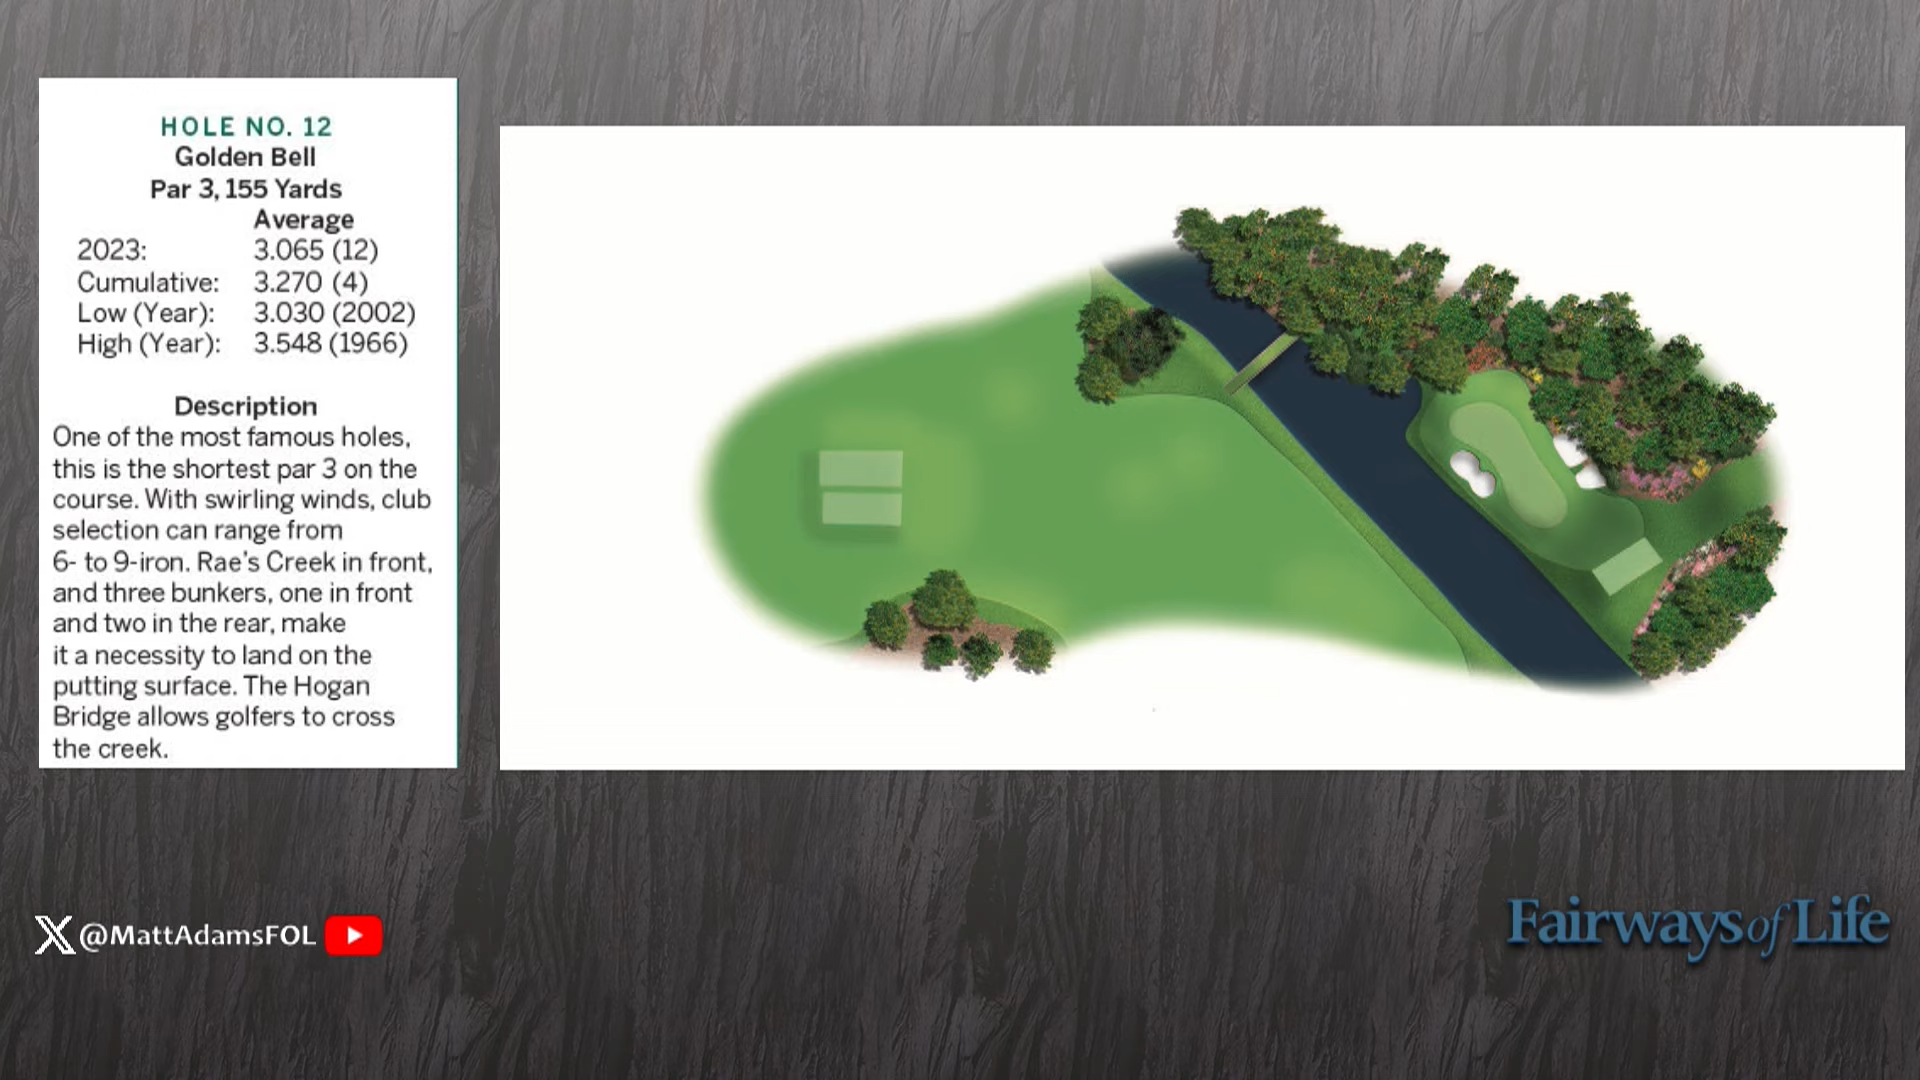 HOLE NO. 12
Golden Bell
Par 3, 155 Yards
Average
2023: 3.065 (12)
Cumulative: 3.270 (4)
Low (Year): 3.030 (2002)
High (Year): 3.548 (1966)
Description
One of the most famous holes,
this is the shortest par 3 on the
course. With swirling winds, club
selection can range from
6- to 9-iron. Rae's Creek in front,
and three bunkers, one in front
and two in the rear, make
it a necessity to land on the
putting surface. The Hogan
Bridge allows golfers to cross
the creek.
X @MattAdamsFOL
Fairways of Life